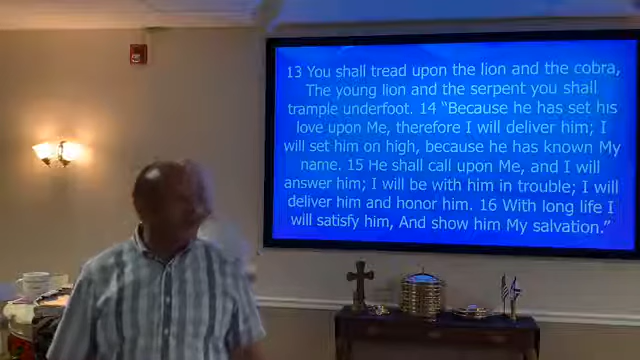 13 You shall tread upon the lion and the cobra,
The young lion and the serpent you shall
trample underfoot. 14 “Because he has set his
love upon Me, therefore I will deliver him; I
will set him on high, because he has known My
name. 15 He shall call upon Me, and I will
answer him; I will be with him in trouble; I will
deliver him and honor him. 16 With long life I
will satisfy him, And show him My salvation.”